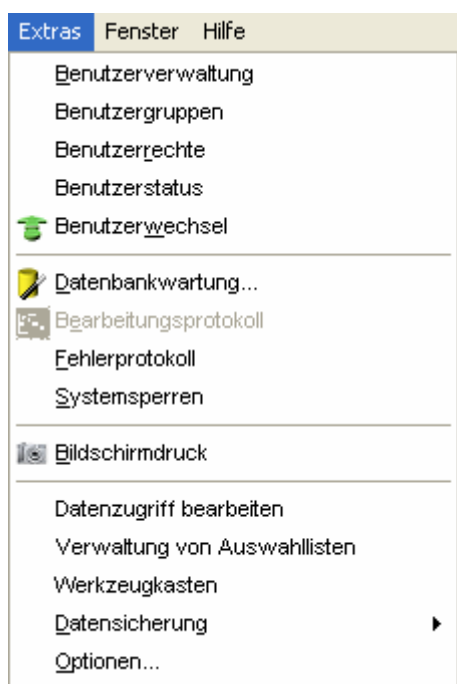 Extras Fenster Hilfe
Benutzerverwaltung
Benutzergruppen
Benutzerrechte
Benutzerstatus
Benutzerwechsel
Datenbankwartung...
Bearbeitungsprotokoll
Fehlerprotokoll
Systemsperren
Bildschirmdruck
Datenzugriff bearbeiten
Verwaltung von Auswahllisten
Werkzeugkasten
Datensicherung
Optionen...